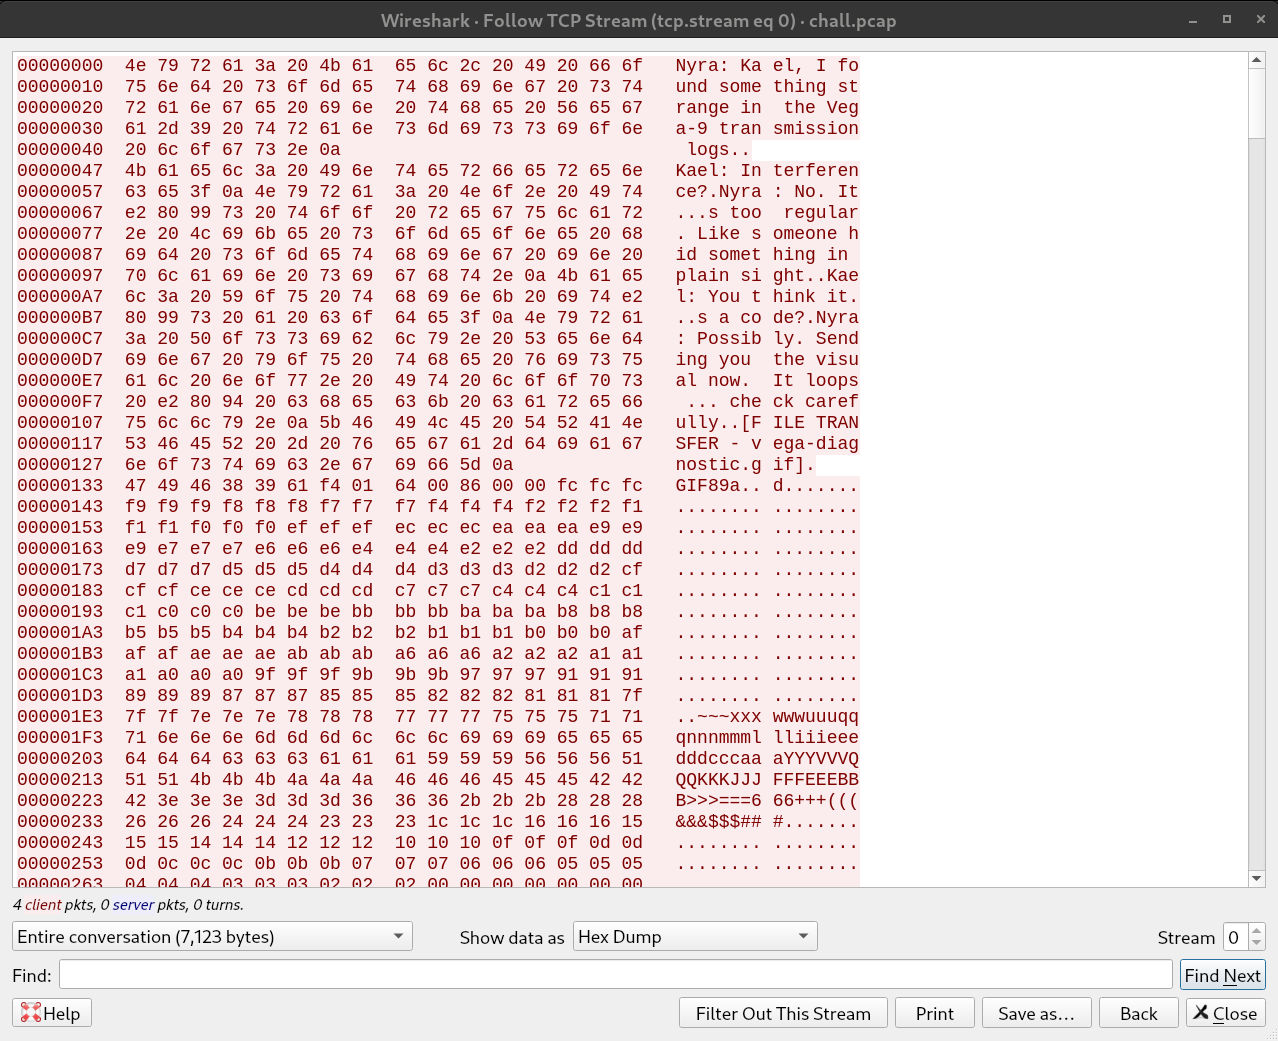 Wireshark · Follow TCP Stream (tcp.stream eq 0) · chall.pcap
00000000  4e 79 72 61 3a 20 4b 61  65 6c 2c 20 49 20 66 6f   Nyra: Ka el, I fo
00000010  75 6e 64 20 73 6f 6d 65  74 68 69 6e 67 20 73 74   und some thing st
00000020  72 61 6e 67 65 20 69 6e  20 74 68 65 20 56 65 67   range in  the Veg
00000030  61 2d 39 20 74 72 61 6e  73 6d 69 73 73 69 6f 6e   a-9 tran smission
00000040  20 6c 6f 67 73 2e 0a                                logs..
00000047  4b 61 65 6c 3a 20 49 6e  74 65 72 66 65 72 65 6e   Kael: In terferen
00000057  63 65 3f 0a 4e 79 72 61  3a 20 4e 6f 2e 20 49 74   ce?.Nyra : No. It
00000067  e2 80 99 73 20 74 6f 6f  20 72 65 67 75 6c 61 72   ...s too  regular
00000077  2e 20 4c 69 6b 65 20 73  6f 6d 65 6f 6e 65 20 68   . Like s omeone h
00000087  69 64 20 73 6f 6d 65 74  68 69 6e 67 20 69 6e 20   id somet hing in
00000097  70 6c 61 69 6e 20 73 69  67 68 74 2e 0a 4b 61 65   plain si ght..Kae
000000A7  6c 3a 20 59 6f 75 20 74  68 69 6e 6b 20 69 74 e2   l: You t hink it.
000000B7  80 99 73 20 61 20 63 6f  64 65 3f 0a 4e 79 72 61   ..s a co de?.Nyra
000000C7  3a 20 50 6f 73 73 69 62  6c 79 2e 20 53 65 6e 64   : Possib ly. Send
000000D7  69 6e 67 20 79 6f 75 20  74 68 65 20 76 69 73 75   ing you  the visu
000000E7  61 6c 20 6e 6f 77 2e 20  49 74 20 6c 6f 6f 70 73   al now.  It loops
000000F7  20 e2 80 94 20 63 68 65  63 6b 20 63 61 72 65 66    ... che ck caref
00000107  75 6c 6c 79 2e 0a 5b 46  49 4c 45 20 54 52 41 4e   ully..[F ILE TRAN
00000117  53 46 45 52 20 2d 20 76  65 67 61 2d 64 69 61 67   SFER - v ega-diag
00000127  6e 6f 73 74 69 63 2e 67  69 66 5d 0a               nostic.g if].
00000133  47 49 46 38 39 61 f4 01  64 00 86 00 00 fc fc fc   GIF89a.. d.......
00000143  f9 f9 f9 f8 f8 f8 f7 f7  f7 f4 f4 f4 f2 f2 f2 f1   ........ ........
00000153  f1 f1 f0 f0 f0 ef ef ef  ec ec ec ea ea ea e9 e9   ........ ........
00000163  e9 e7 e7 e7 e6 e6 e6 e4  e4 e4 e2 e2 e2 dd dd dd   ........ ........
00000173  d7 d7 d7 d5 d5 d5 d4 d4  d4 d3 d3 d3 d2 d2 d2 cf   ........ ........
00000183  cf cf ce ce ce cd cd cd  c7 c7 c7 c4 c4 c4 c1 c1   ........ ........
00000193  c1 c0 c0 c0 be be be bb  bb bb ba ba ba b8 b8 b8   ........ ........
000001A3  b5 b5 b5 b4 b4 b4 b2 b2  b2 b1 b1 b1 b0 b0 b0 af   ........ ........
000001B3  af af ae ae ae ab ab ab  a6 a6 a6 a2 a2 a2 a1 a1   ........ ........
000001C3  a1 a0 a0 a0 9f 9f 9f 9b  9b 9b 97 97 97 91 91 91   ........ ........
000001D3  89 89 89 87 87 87 85 85  85 82 82 82 81 81 81 7f   ........ ........
000001E3  7f 7f 7e 7e 7e 78 78 78  77 77 77 75 75 75 71 71   ..~~~xxx wwwuuuqq
000001F3  71 6e 6e 6e 6d 6d 6d 6c  6c 6c 69 69 69 65 65 65   qnnnmmml lliiieee
00000203  64 64 64 63 63 63 61 61  61 59 59 59 56 56 56 51   dddcccaa aYYYVVVQ
00000213  51 51 4b 4b 4b 4a 4a 4a  46 46 46 45 45 45 42 42   QQKKKJJJ FFFEEEBB
00000223  42 3e 3e 3e 3d 3d 3d 36  36 36 2b 2b 2b 28 28 28   B>>>===6 66+++(((
00000233  26 26 26 24 24 24 23 23  23 1c 1c 1c 16 16 16 15   &&&$$$## #.......
00000243  15 15 14 14 14 12 12 12  10 10 10 0f 0f 0f 0d 0d   ........ ........
00000253  0d 0c 0c 0c 0b 0b 0b 07  07 07 06 06 06 05 05 05   ........ ........
00000263  04 04 04 03 03 03 02 02  02 00 00 00 00 00 00 00   ........ ........
4 client pkts, 0 server pkts, 0 turns.
Entire conversation (7,123 bytes) Show data as Hex Dump Stream 0
Find: Find Next
Help Filter Out This Stream Print Save as… Back Close